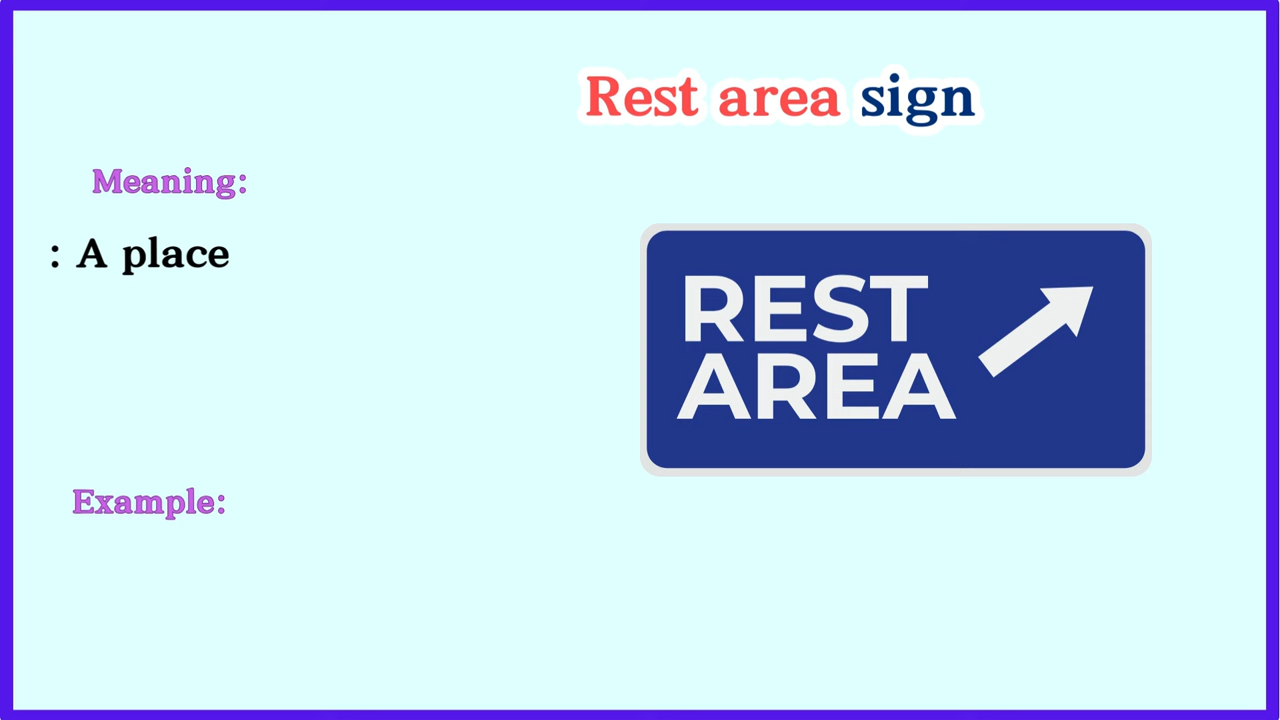 Rest area sign
Meaning:
: A place
REST
AREA
Example: